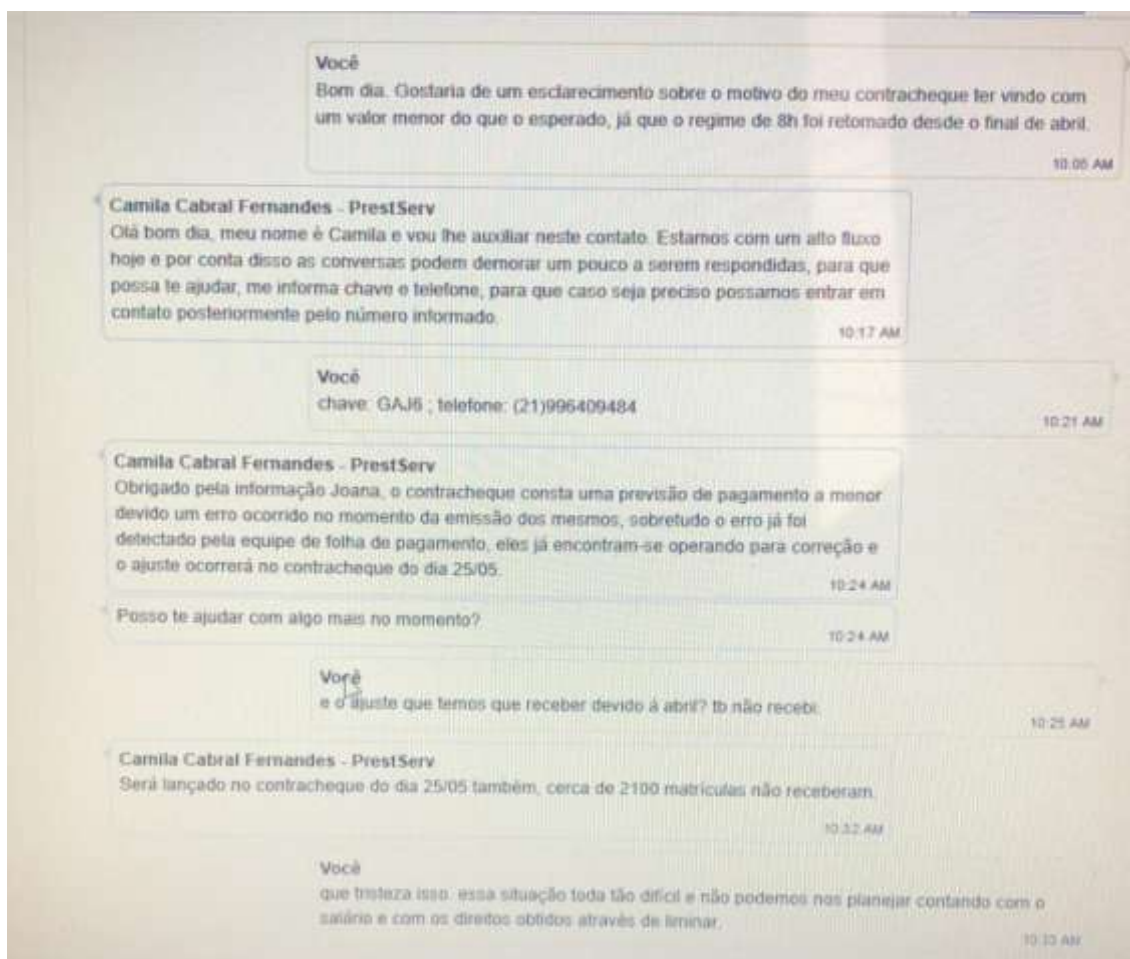 Você
Bom dia. Gostaria de um esclarecimento sobre o motivo do meu contracheque ter vindo com
um valor menor do que o esperado, já que o regime de 8h foi retomado desde o final de abril.
10:05 AM
Camila Cabral Fernandes - PrestServ
Olá bom dia, meu nome é Camila e vou lhe auxiliar neste contato. Estamos com um alto fluxo
hoje e por conta disso as conversas podem demorar um pouco a serem respondidas, para que
possa te ajudar, me informa chave e telefone, para que caso seja preciso possamos entrar em
contato posteriormente pelo número informado.
10:17 AM
Você
chave: GAJ6 ; telefone: (21)996409484
10:21 AM
Camila Cabral Fernandes - PrestServ
Obrigado pela informação Joana, o contracheque consta uma previsão de pagamento a menor
devido um erro ocorrido no momento da emissão dos mesmos, sobretudo o erro já foi
detectado pela equipe de folha de pagamento, eles já encontram-se operando para correção e
o ajuste ocorrerá no contracheque do dia 25/05.
10:24 AM
Posso te ajudar com algo mais no momento?
10:24 AM
Você
e o ajuste que temos que receber devido á abril? tb não recebi.
10:25 AM
Camila Cabral Fernandes - PrestServ
Será lançado no contracheque do dia 25/05 também, cerca de 2100 matrículas não receberam.
10:32 AM
Você
que tristeza isso. essa situação toda tão difícil e não podemos nos planejar contando com o
salário e com os direitos obtidos através de liminar.
10:33 AM